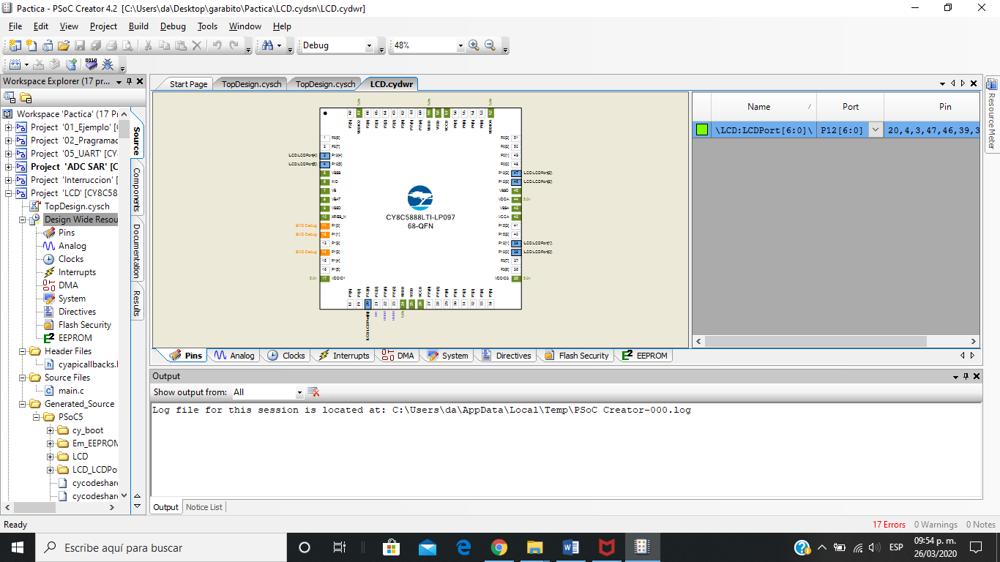 Pactica - PSoC Creator 4.2 [C:\Users\da\Desktop\garabito\Pactica\LCD.cydsn\LCD.cydwr]
File Edit View Project Build Debug Tools Window Help
Debug 48%
Workspace Explorer (17 pr...
Start Page TopDesign.cysch TopDesign.cysch LCD.cydwr
Workspace 'Pactica' (17 P
Project '01_Ejemplo' [
Project '02_Pragramac
Project '05_UART' [CY
Project 'ADC SAR' [C
Project 'Interruccion' [
Project 'LCD' [CY8C58
TopDesign.cysch
Design Wide Resou
Pins
Analog
Clocks
Interrupts
DMA
System
Directives
Flash Security
EEPROM
Header Files
cyapicallbacks.
Source Files
main.c
Generated_Source
PSoC5
cy_boot
Em_EEPROM
LCD
LCD_LCDPo
cycodeshare
cycodeshare
Source
Components
Documentation
Results
CY8C5888LTI-LP097
68-QFN
Name Port Pin
\LCD:LCDPort[6:0]\ P12[6:0] 20,4,3,47,46,39,3
Resource Meter
Pins Analog Clocks Interrupts DMA System Directives Flash Security EEPROM
Output
Show output from: All
Log file for this session is located at: C:\Users\da\AppData\Local\Temp\PSoC Creator-000.log
Output Notice List
Ready 17 Errors 0 Warnings 0 Notes
Escribe aquí para buscar
ESP
09:54 p. m.
26/03/2020